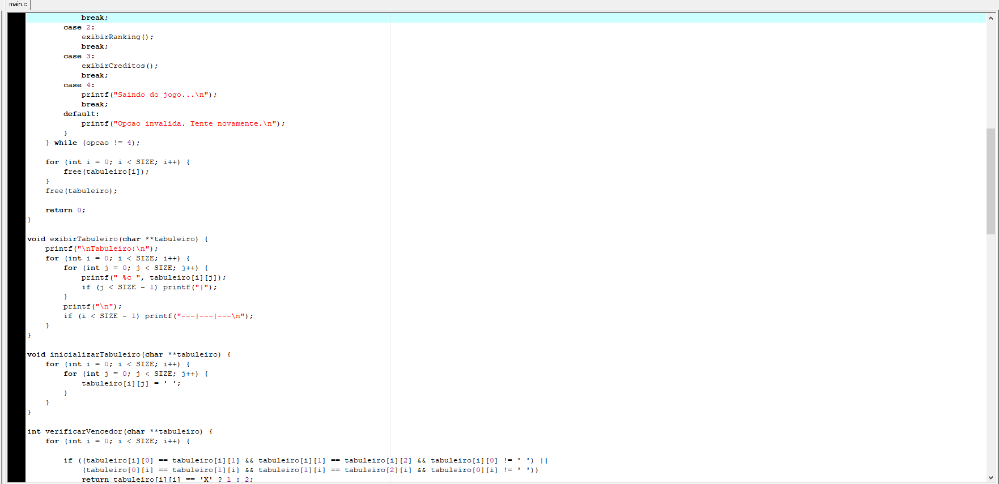 main.c
            break;
        case 2:
            exibirRanking();
            break;
        case 3:
            exibirCreditos();
            break;
        case 4:
            printf("Saindo do jogo...\n");
            break;
        default:
            printf("Opcao invalida. Tente novamente.\n");
        }
    } while (opcao != 4);

    for (int i = 0; i < SIZE; i++) {
        free(tabuleiro[i]);
    }
    free(tabuleiro);

    return 0;
}

void exibirTabuleiro(char **tabuleiro) {
    printf("\nTabuleiro:\n");
    for (int i = 0; i < SIZE; i++) {
        for (int j = 0; j < SIZE; j++) {
            printf(" %c ", tabuleiro[i][j]);
            if (j < SIZE - 1) printf("|");
        }
        printf("\n");
        if (i < SIZE - 1) printf("---|---|---\n");
    }
}

void inicializarTabuleiro(char **tabuleiro) {
    for (int i = 0; i < SIZE; i++) {
        for (int j = 0; j < SIZE; j++) {
            tabuleiro[i][j] = ' ';
        }
    }
}

int verificarVencedor(char **tabuleiro) {
    for (int i = 0; i < SIZE; i++) {

        if ((tabuleiro[i][0] == tabuleiro[i][1] && tabuleiro[i][1] == tabuleiro[i][2] && tabuleiro[i][0] != ' ') ||
            (tabuleiro[0][i] == tabuleiro[1][i] && tabuleiro[1][i] == tabuleiro[2][i] && tabuleiro[0][i] != ' '))
            return tabuleiro[i][i] == 'X' ? 1 : 2;